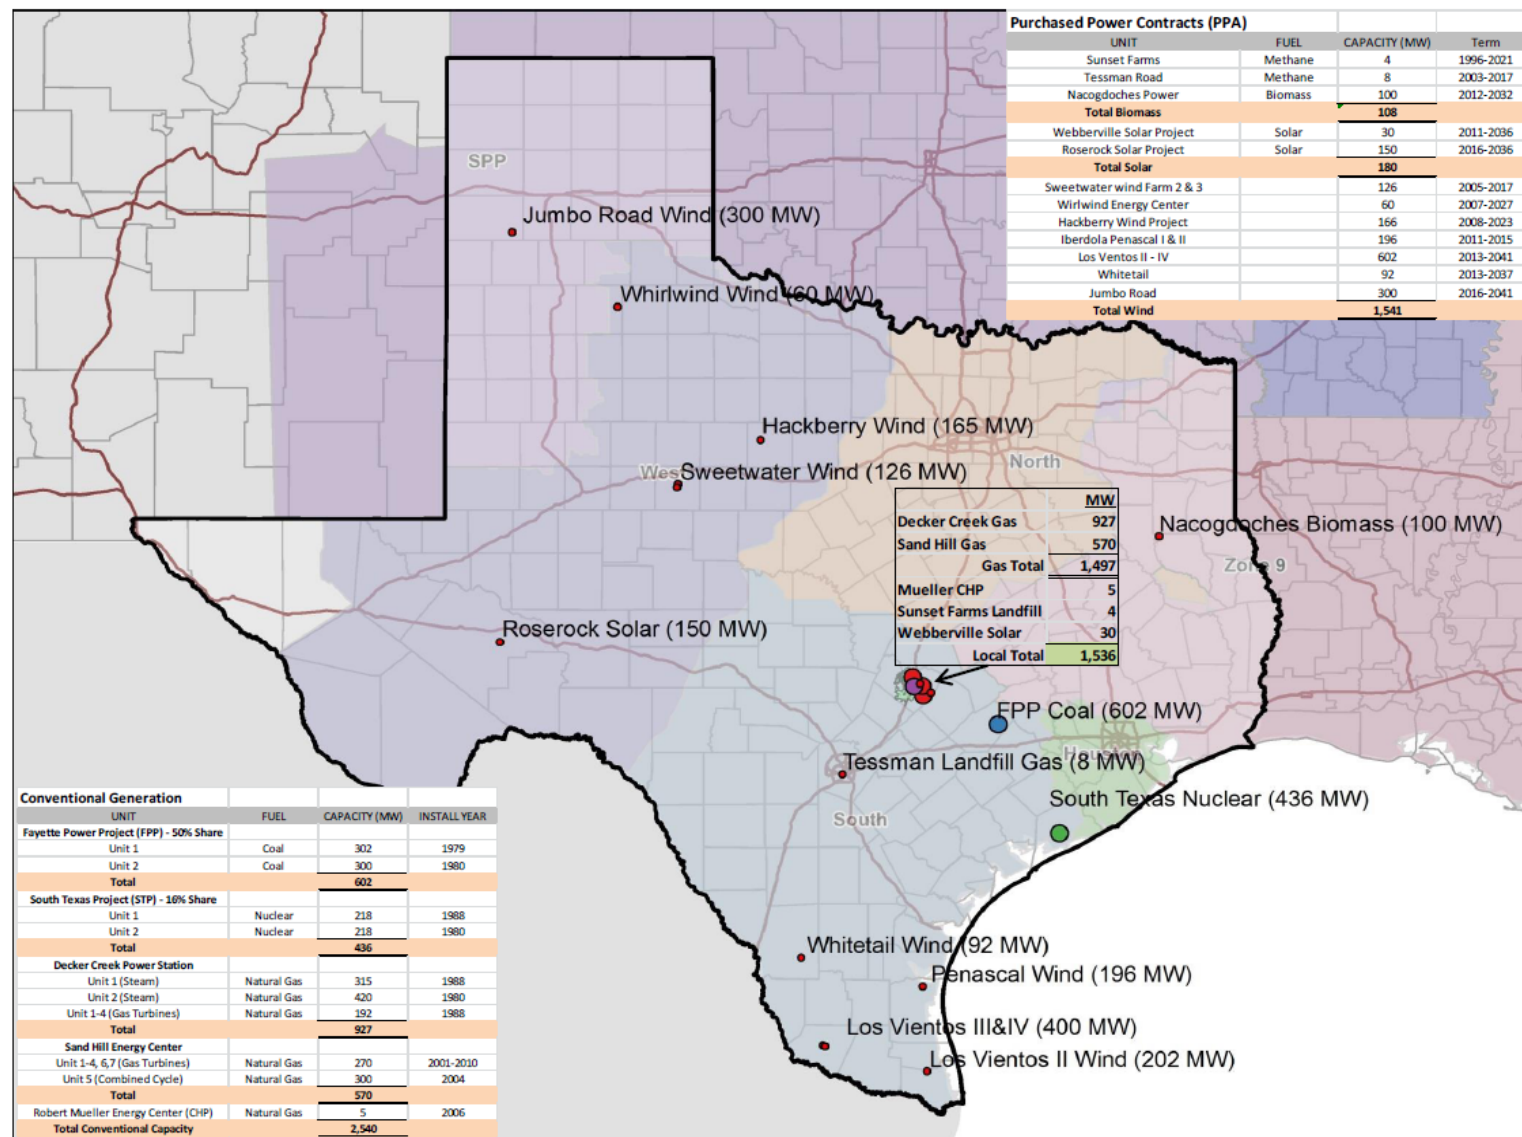 Purchased Power Contracts (PPA)
UNIT FUEL CAPACITY (MW) Term
Sunset Farms Methane 4 1996-2021
Tessman Road Methane 8 2003-2017
Nacogdoches Power Biomass 100 2012-2032
Total Biomass 108
Webberville Solar Project Solar 30 2011-2036
Roserock Solar Project Solar 150 2016-2036
Total Solar 180
Sweetwater wind Farm 2 & 3 126 2005-2017
Wirlwind Energy Center 60 2007-2027
Hackberry Wind Project 166 2008-2023
Iberdola Penascal I & II 196 2011-2015
Los Ventos II - IV 602 2013-2041
Whitetail 92 2013-2037
Jumbo Road 300 2016-2041
Total Wind 1,541
SPP
Jumbo Road Wind (300 MW)
Whirlwind Wind (60 MW)
Hackberry Wind (165 MW)
North
West
Sweetwater Wind (126 MW)
MW
Decker Creek Gas 927
Sand Hill Gas 570
Gas Total 1,497
Mueller CHP 5
Sunset Farms Landfill 4
Webberville Solar 30
Local Total 1,536
Nacogdoches Biomass (100 MW)
Zone 9
Roserock Solar (150 MW)
FPP Coal (602 MW)
Houston
Tessman Landfill Gas (8 MW)
South Texas Nuclear (436 MW)
South
Whitetail Wind (92 MW)
Penascal Wind (196 MW)
Los Vientos III&IV (400 MW)
Los Vientos II Wind (202 MW)
Conventional Generation
UNIT FUEL CAPACITY (MW) INSTALL YEAR
Fayette Power Project (FPP) - 50% Share
Unit 1 Coal 302 1979
Unit 2 Coal 300 1980
Total 602
South Texas Project (STP) - 16% Share
Unit 1 Nuclear 218 1988
Unit 2 Nuclear 218 1980
Total 436
Decker Creek Power Station
Unit 1 (Steam) Natural Gas 315 1988
Unit 2 (Steam) Natural Gas 420 1980
Unit 1-4 (Gas Turbines) Natural Gas 192 1988
Total 927
Sand Hill Energy Center
Unit 1-4, 6,7 (Gas Turbines) Natural Gas 270 2001-2010
Unit 5 (Combined Cycle) Natural Gas 300 2004
Total 570
Robert Mueller Energy Center (CHP) Natural Gas 5 2006
Total Conventional Capacity 2,540